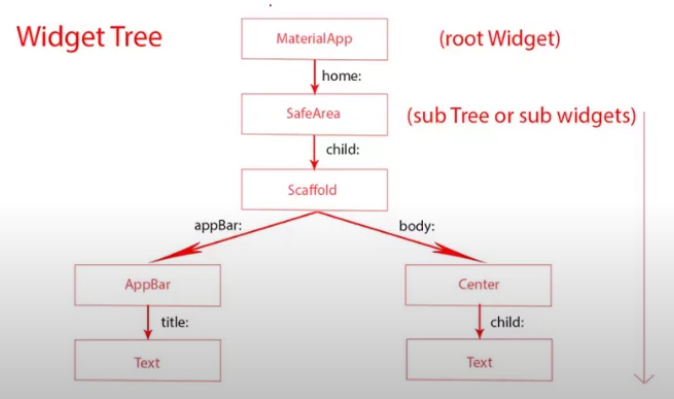 Widget Tree
MaterialApp
(root Widget)
home:
SafeArea
(sub Tree or sub widgets)
child:
Scaffold
appBar:
body:
AppBar
Center
title:
child:
Text
Text